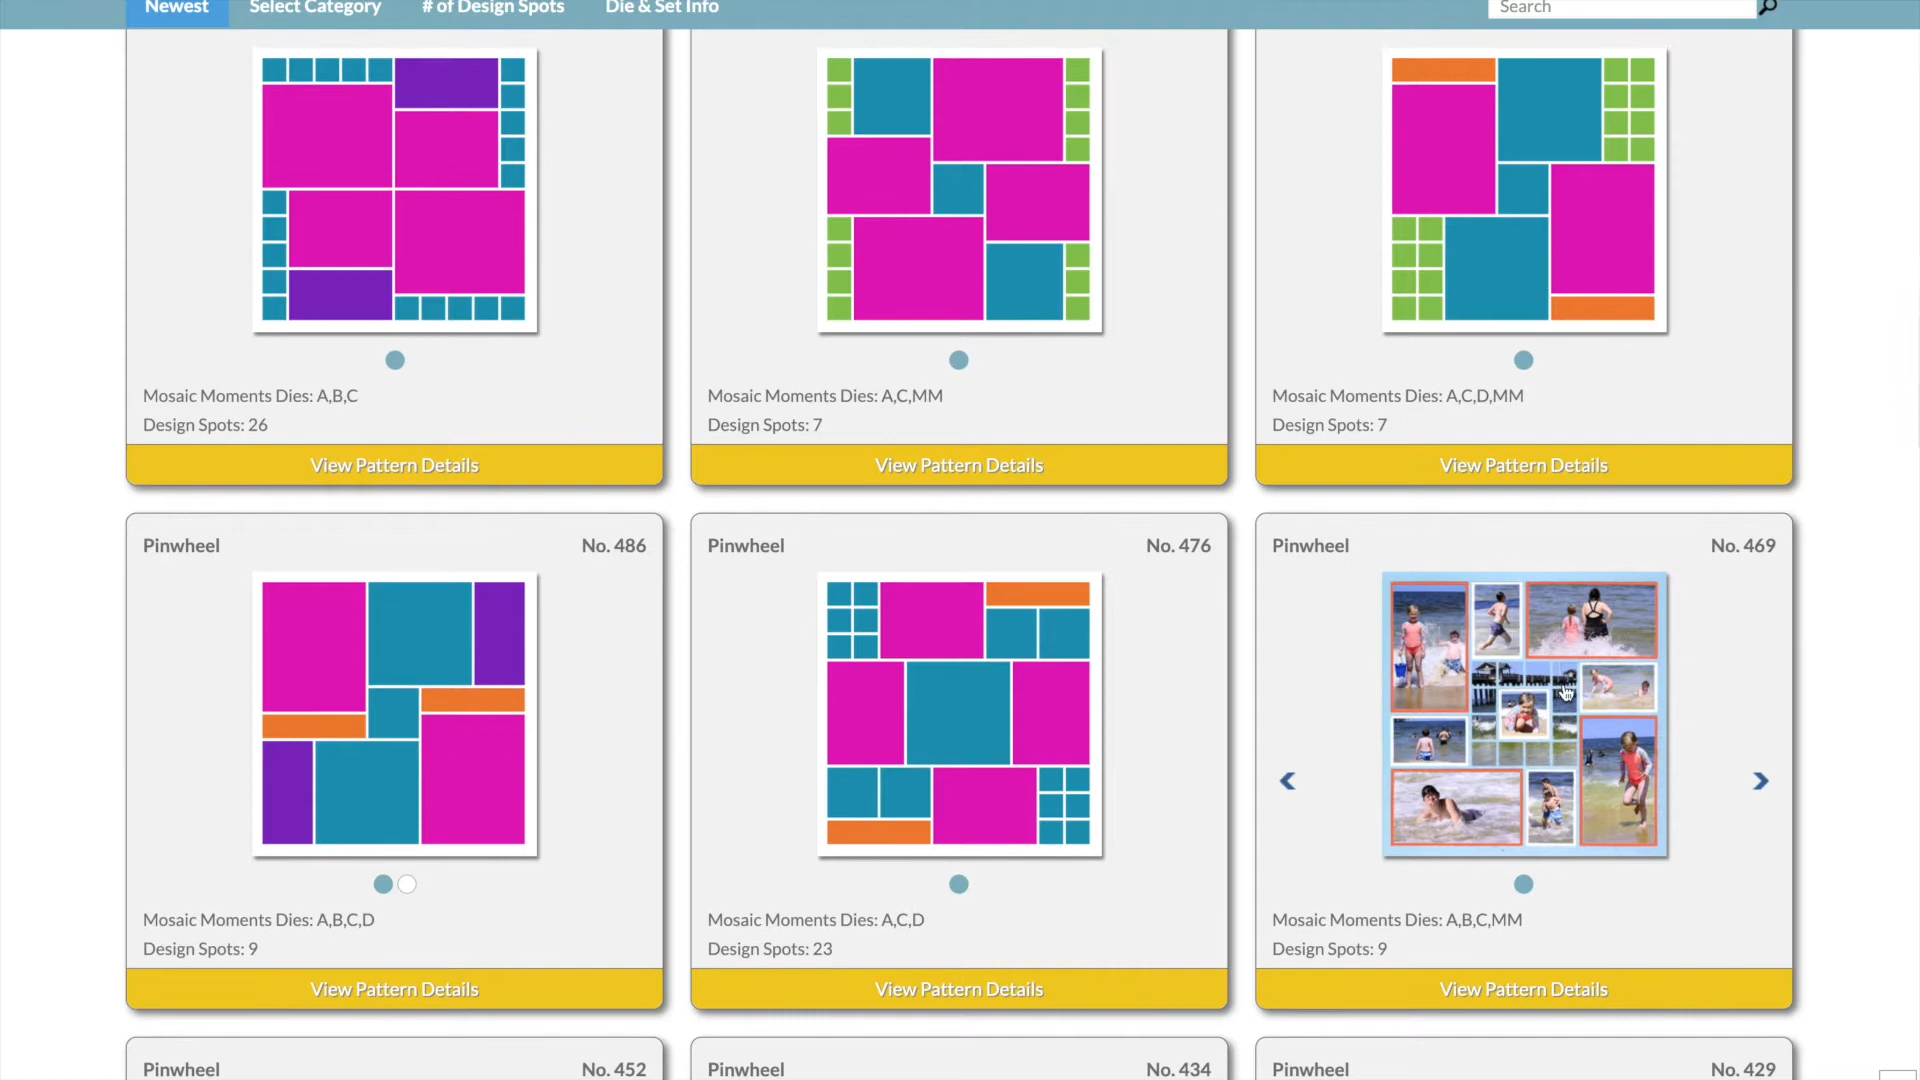 Newest Select Category # of Design Spots Die & Set Info Search
Mosaic Moments Dies: A,B,C
Design Spots: 26
View Pattern Details
Mosaic Moments Dies: A,C,MM
Design Spots: 7
View Pattern Details
Mosaic Moments Dies: A,C,D,MM
Design Spots: 7
View Pattern Details
Pinwheel No. 486
Mosaic Moments Dies: A,B,C,D
Design Spots: 9
View Pattern Details
Pinwheel No. 476
Mosaic Moments Dies: A,C,D
Design Spots: 23
View Pattern Details
Pinwheel No. 469
Mosaic Moments Dies: A,B,C,MM
Design Spots: 9
View Pattern Details
Pinwheel No. 452
Pinwheel No. 434
Pinwheel No. 429